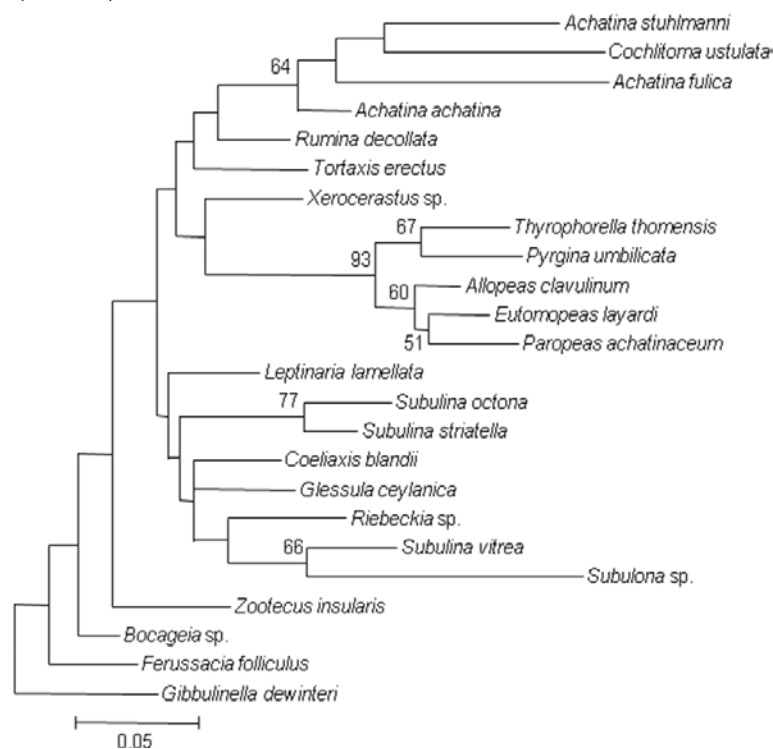 Achatina stuhlmanni
Cochlitoma ustulata
64
Achatina fulica
Achatina achatina
Rumina decollata
Tortaxis erectus
Xerocerastus sp.
67
Thyrophorella thomensis
93
Pyrgina umbilicata
60
Allopeas clavulinum
Eutomopeas layardi
51
Paropeas achatinaceum
Leptinaria lamellata
77
Subulina octona
Subulina striatella
Coeliaxis blandii
Glessula ceylanica
Riebeckia sp.
66
Subulina vitrea
Subulona sp.
Zootecus insularis
Bocageia sp.
Ferussacia folliculus
Gibbulinella dewinteri
0.05